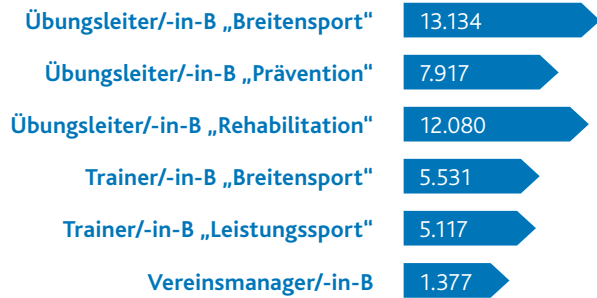 Übungsleiter/-in-B „Breitensport“ 13.134
Übungsleiter/-in-B „Prävention“ 7.917
Übungsleiter/-in-B „Rehabilitation“ 12.080
Trainer/-in-B „Breitensport“ 5.531
Trainer/-in-B „Leistungssport“ 5.117
Vereinsmanager/-in-B 1.377